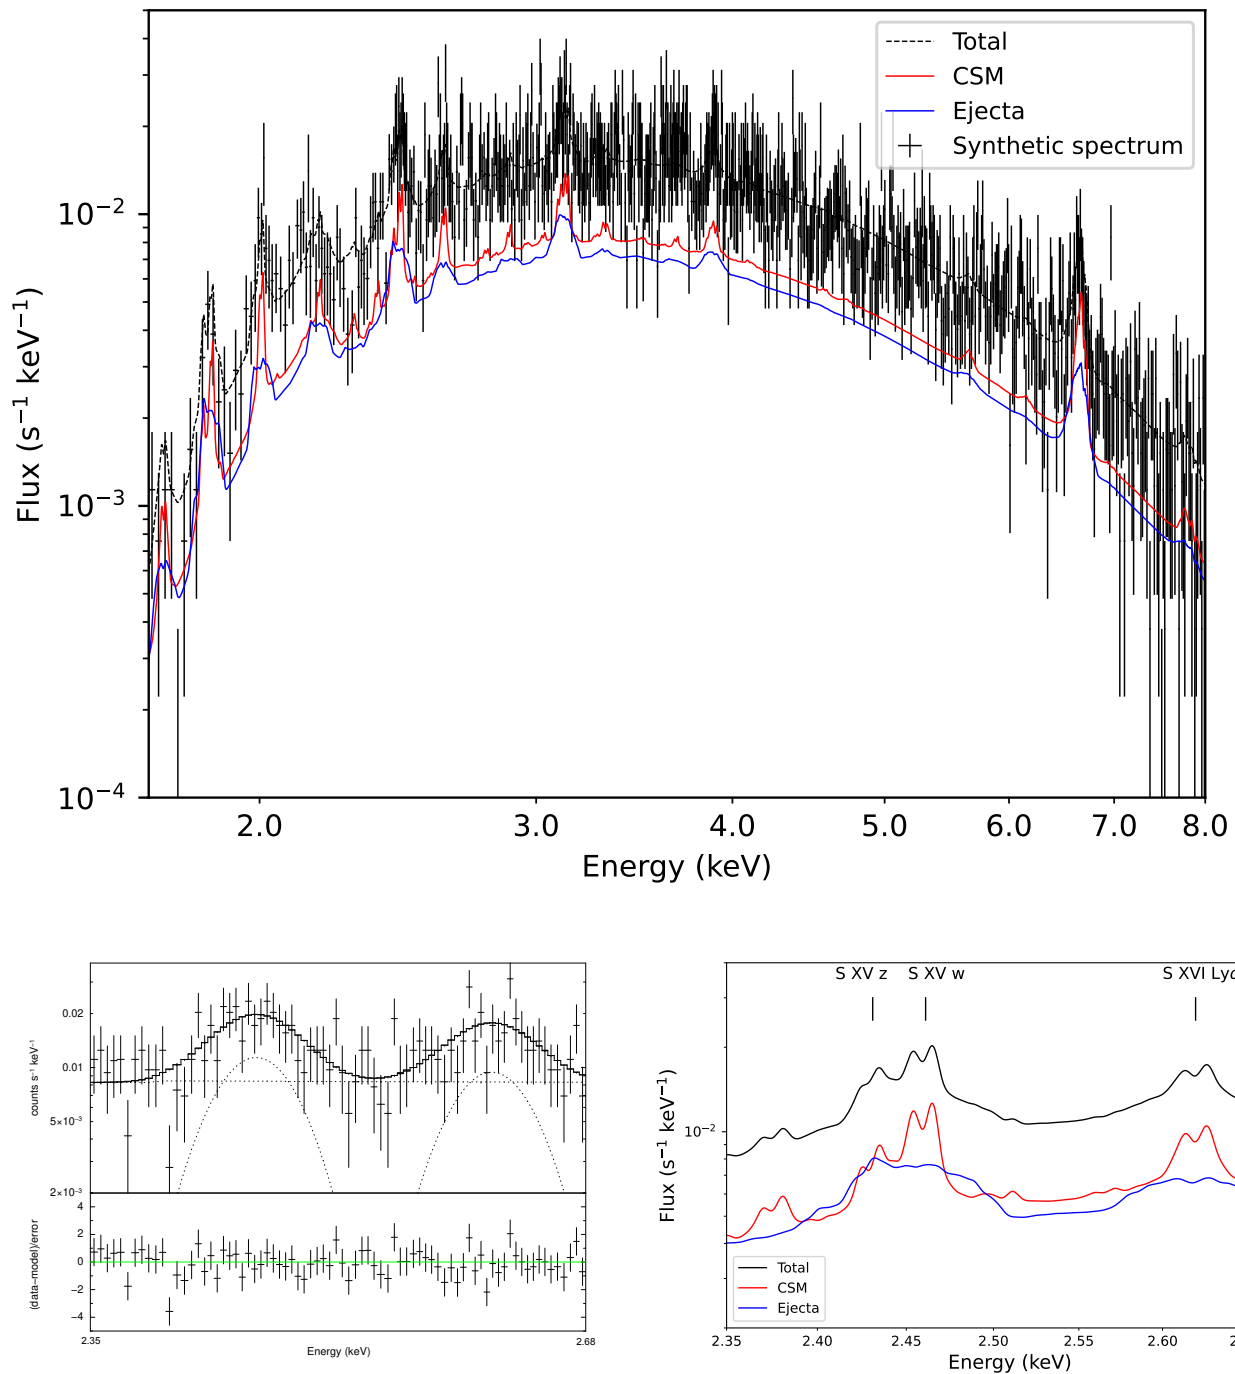 Total
CSM
Ejecta
Synthetic spectrum
10⁻²
10⁻³
10⁻⁴
Flux (s⁻¹ keV⁻¹)
2.0 3.0 4.0 5.0 6.0 7.0 8.0
Energy (keV)
0.02
0.01
5×10⁻³
2×10⁻³
counts s⁻¹ keV⁻¹
4
2
0
−2
−4
(data−model)/error
2.35 2.68
Energy (keV)
S XV z S XV w S XVI Lyα
10⁻²
Flux (s⁻¹ keV⁻¹)
Total
CSM
Ejecta
2.35 2.40 2.45 2.50 2.55 2.60
Energy (keV)